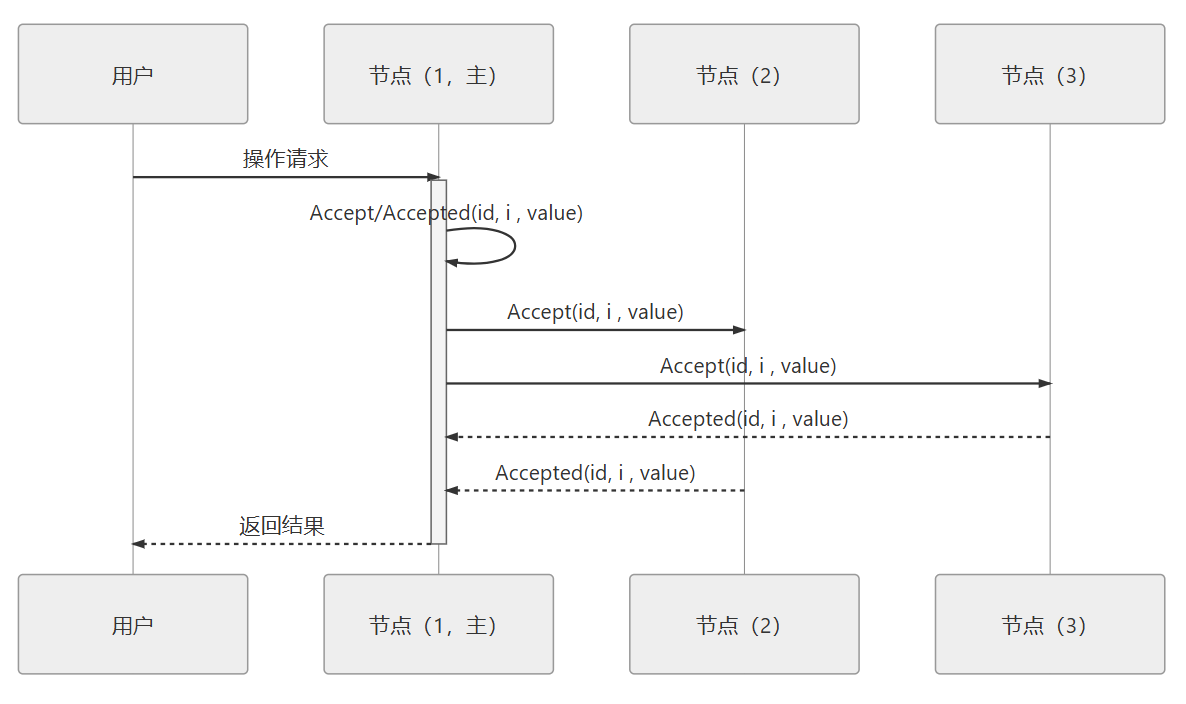 用户
节点（1，主）
节点（2）
节点（3）
操作请求
Accept/Accepted(id, i , value)
Accept(id, i , value)
Accept(id, i , value)
Accepted(id, i , value)
Accepted(id, i , value)
返回结果
用户
节点（1，主）
节点（2）
节点（3）